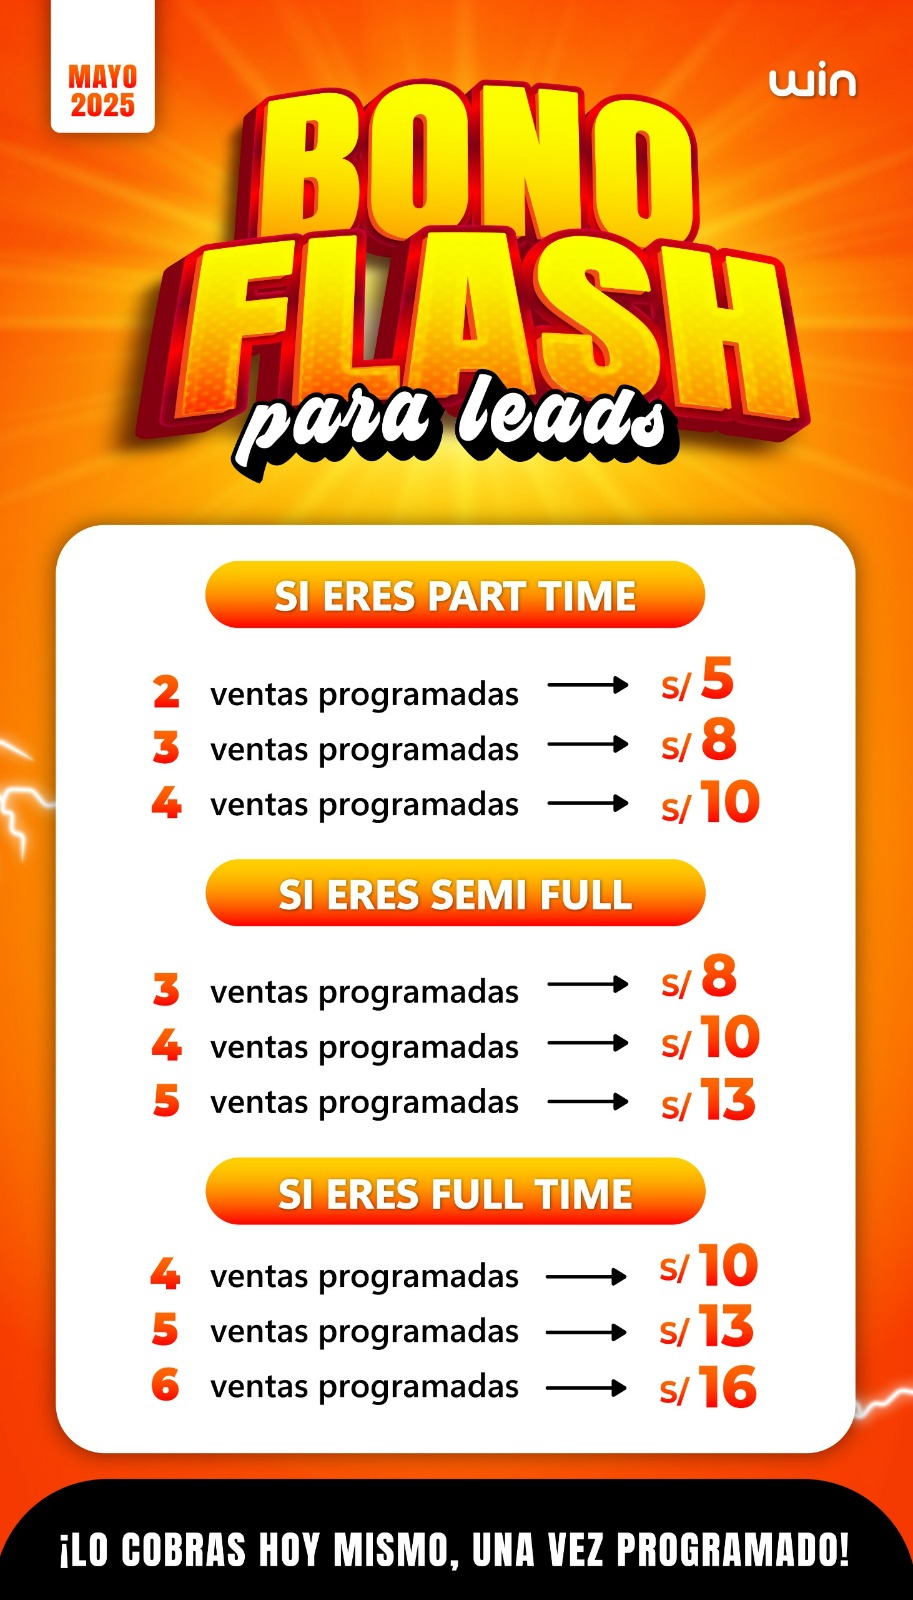 MAYO
2025
win
BONO
FLASH
para leads
SI ERES PART TIME
2 ventas programadas S/ 5
3 ventas programadas S/ 8
4 ventas programadas S/ 10
SI ERES SEMI FULL
3 ventas programadas S/ 8
4 ventas programadas S/ 10
5 ventas programadas S/ 13
SI ERES FULL TIME
4 ventas programadas S/ 10
5 ventas programadas S/ 13
6 ventas programadas S/ 16
¡LO COBRAS HOY MISMO, UNA VEZ PROGRAMADO!